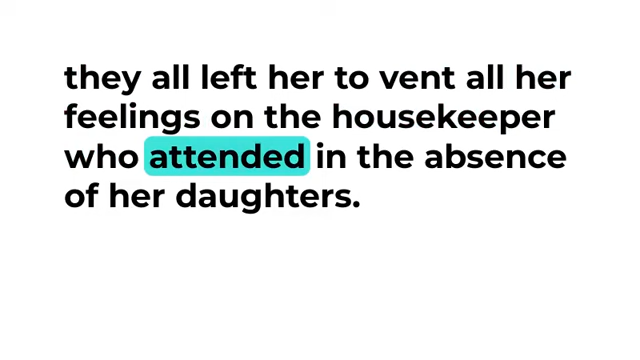 they all left her to vent all her
feelings on the housekeeper
who attended in the absence
of her daughters.